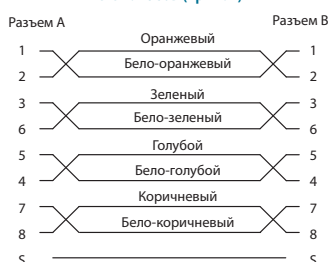 Разъем А Разъем В
Оранжевый
1 1
Бело-оранжевый
2 2
Зеленый
3 3
Бело-зеленый
6 6
Голубой
5 5
Бело-голубой
4 4
Коричневый
7 7
Бело-коричневый
8 8
S S